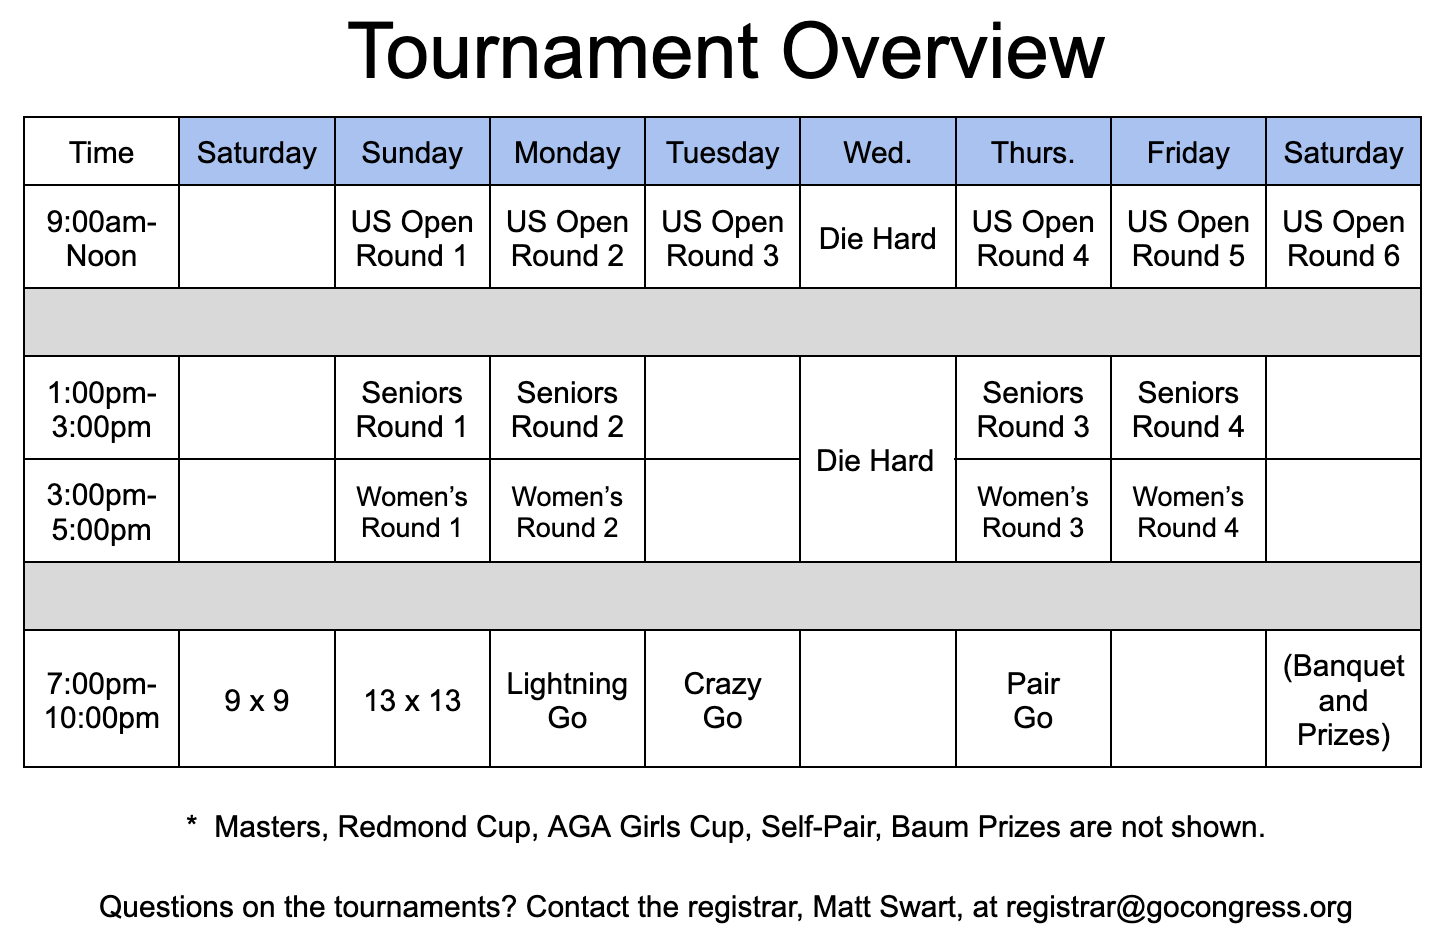 Tournament Overview
Time Saturday Sunday Monday Tuesday Wed. Thurs. Friday Saturday
9:00am- US Open US Open US Open Die Hard US Open US Open US Open
Noon Round 1 Round 2 Round 3 Round 4 Round 5 Round 6
1:00pm- Seniors Seniors Seniors Seniors
3:00pm Round 1 Round 2 Round 3 Round 4
Die Hard
3:00pm- Women’s Women’s Women’s Women’s
5:00pm Round 1 Round 2 Round 3 Round 4
7:00pm- 9 x 9 13 x 13 Lightning Crazy Pair (Banquet
10:00pm Go Go Go and
Prizes)
* Masters, Redmond Cup, AGA Girls Cup, Self-Pair, Baum Prizes are not shown.
Questions on the tournaments? Contact the registrar, Matt Swart, at registrar@gocongress.org